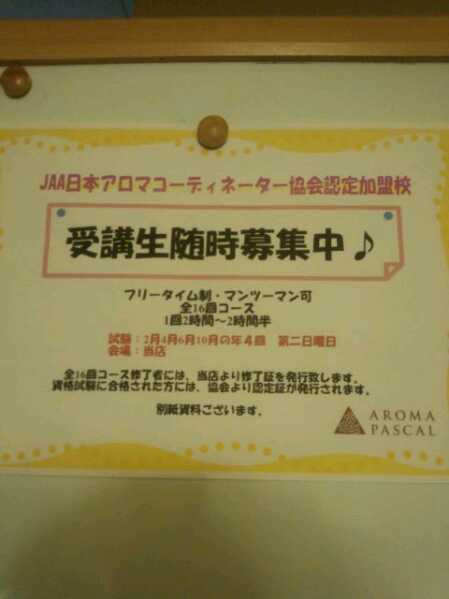 JAA日本アロマコーディネーター協会認定加盟校
受講生随時募集中♪
フリータイム制・マンツーマン可
全16回コース
1回2時間～2時間半
試験：2月4月6月10月の年4回　第二日曜日
会場：当店
全16回コース修了者には、当店より修了証を発行致します。
資格試験に合格された方には、協会より認定証が発行されます。
別紙資料ございます。
AROMA
PASCAL